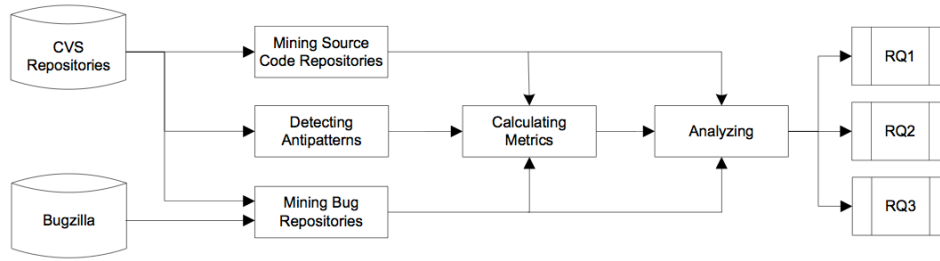 CVS
Repositories
Mining Source
Code Repositories
RQ1
Detecting
Antipatterns
Calculating
Metrics
Analyzing
RQ2
Bugzilla
Mining Bug
Repositories
RQ3